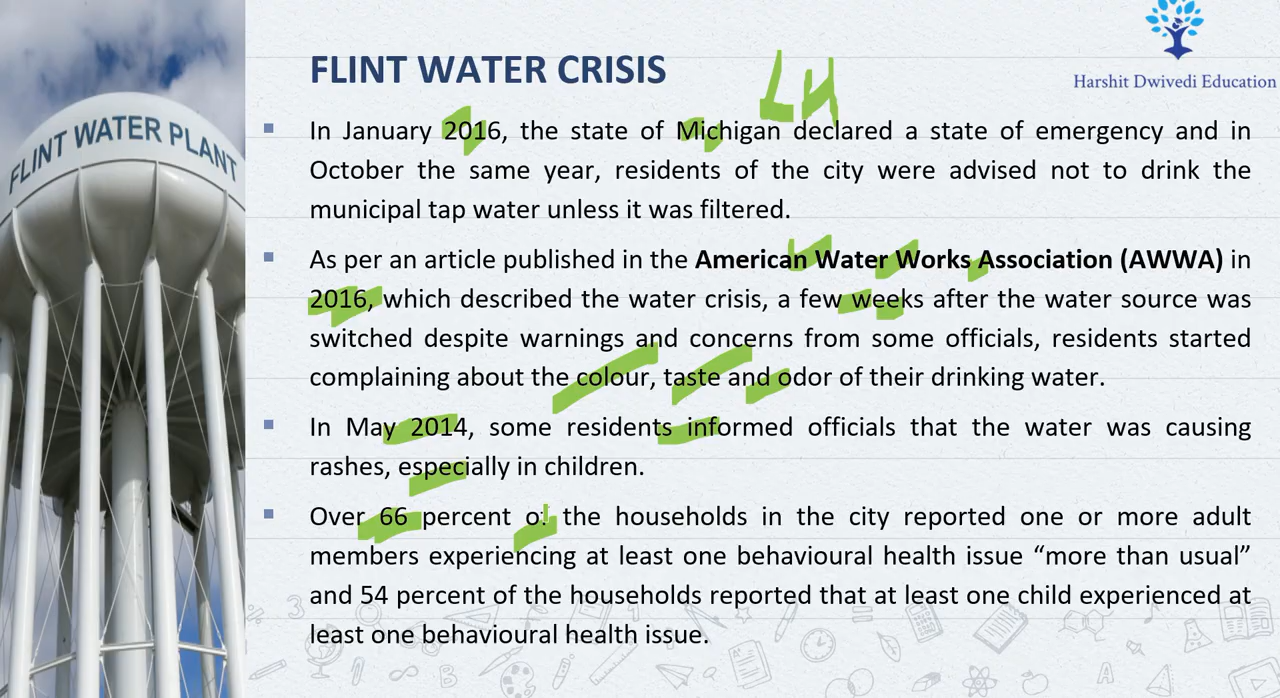 FLINT WATER PLANT
Harshit Dwivedi Education
FLINT WATER CRISIS
In January 2016, the state of Michigan declared a state of emergency and in
October the same year, residents of the city were advised not to drink the
municipal tap water unless it was filtered.
As per an article published in the American Water Works Association (AWWA) in
2016, which described the water crisis, a few weeks after the water source was
switched despite warnings and concerns from some officials, residents started
complaining about the colour, taste and odor of their drinking water.
In May 2014, some residents informed officials that the water was causing
rashes, especially in children.
Over 66 percent of the households in the city reported one or more adult
members experiencing at least one behavioural health issue “more than usual”
and 54 percent of the households reported that at least one child experienced at
least one behavioural health issue.